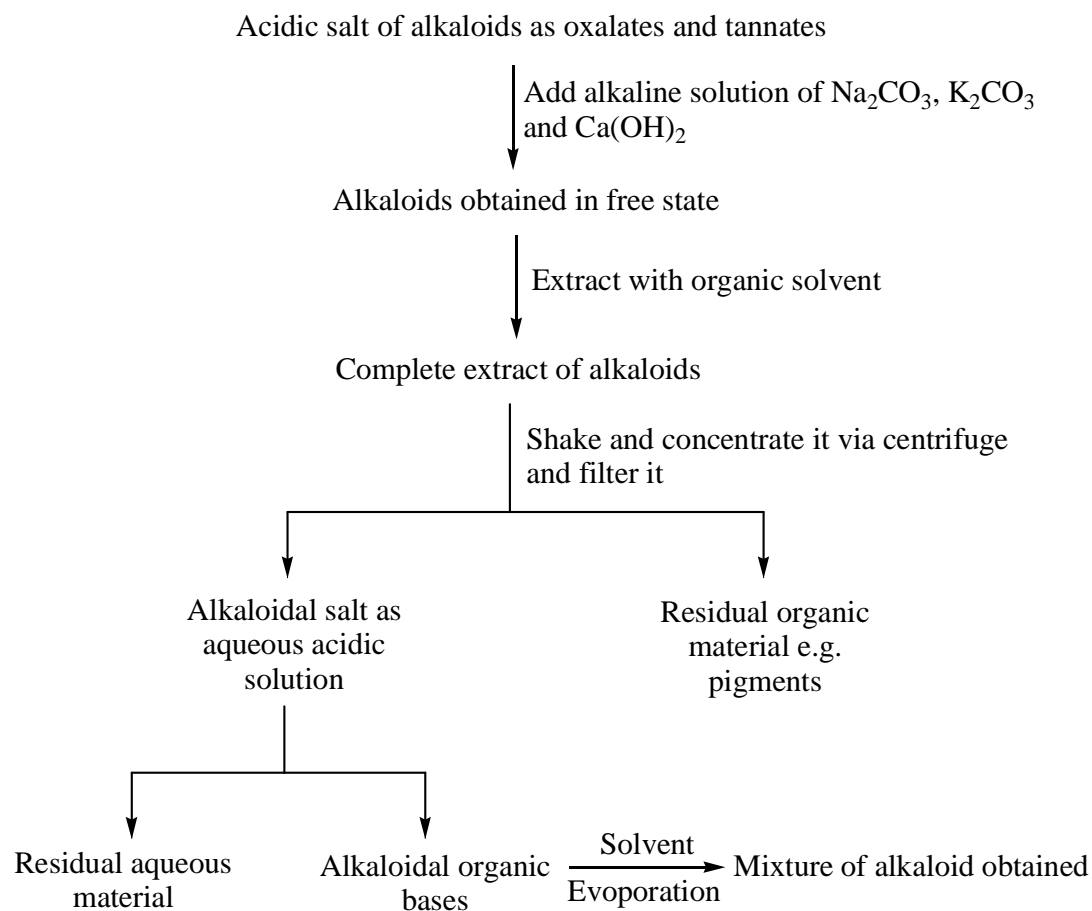 Acidic salt of alkaloids as oxalates and tannates
Add alkaline solution of Na₂CO₃, K₂CO₃
and Ca(OH)₂
Alkaloids obtained in free state
Extract with organic solvent
Complete extract of alkaloids
Shake and concentrate it via centrifuge
and filter it
Alkaloidal salt as
aqueous acidic
solution
Residual organic
material e.g.
pigments
Residual aqueous
material
Alkaloidal organic
bases
Solvent
Evoporation
Mixture of alkaloid obtained